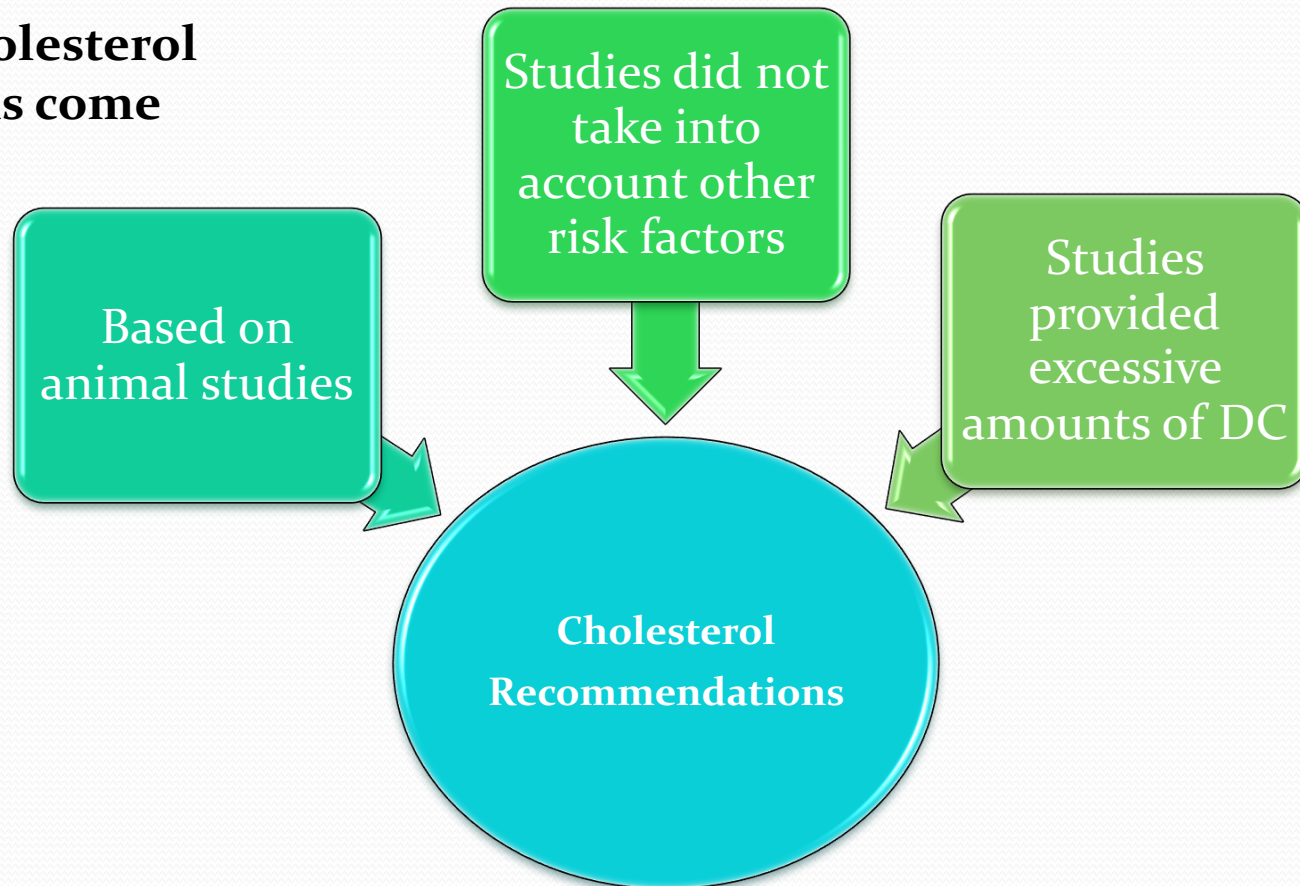 olesterol
s come
Studies did not
take into
account other
risk factors
Based on
animal studies
Studies
provided
excessive
amounts of DC
Cholesterol
Recommendations